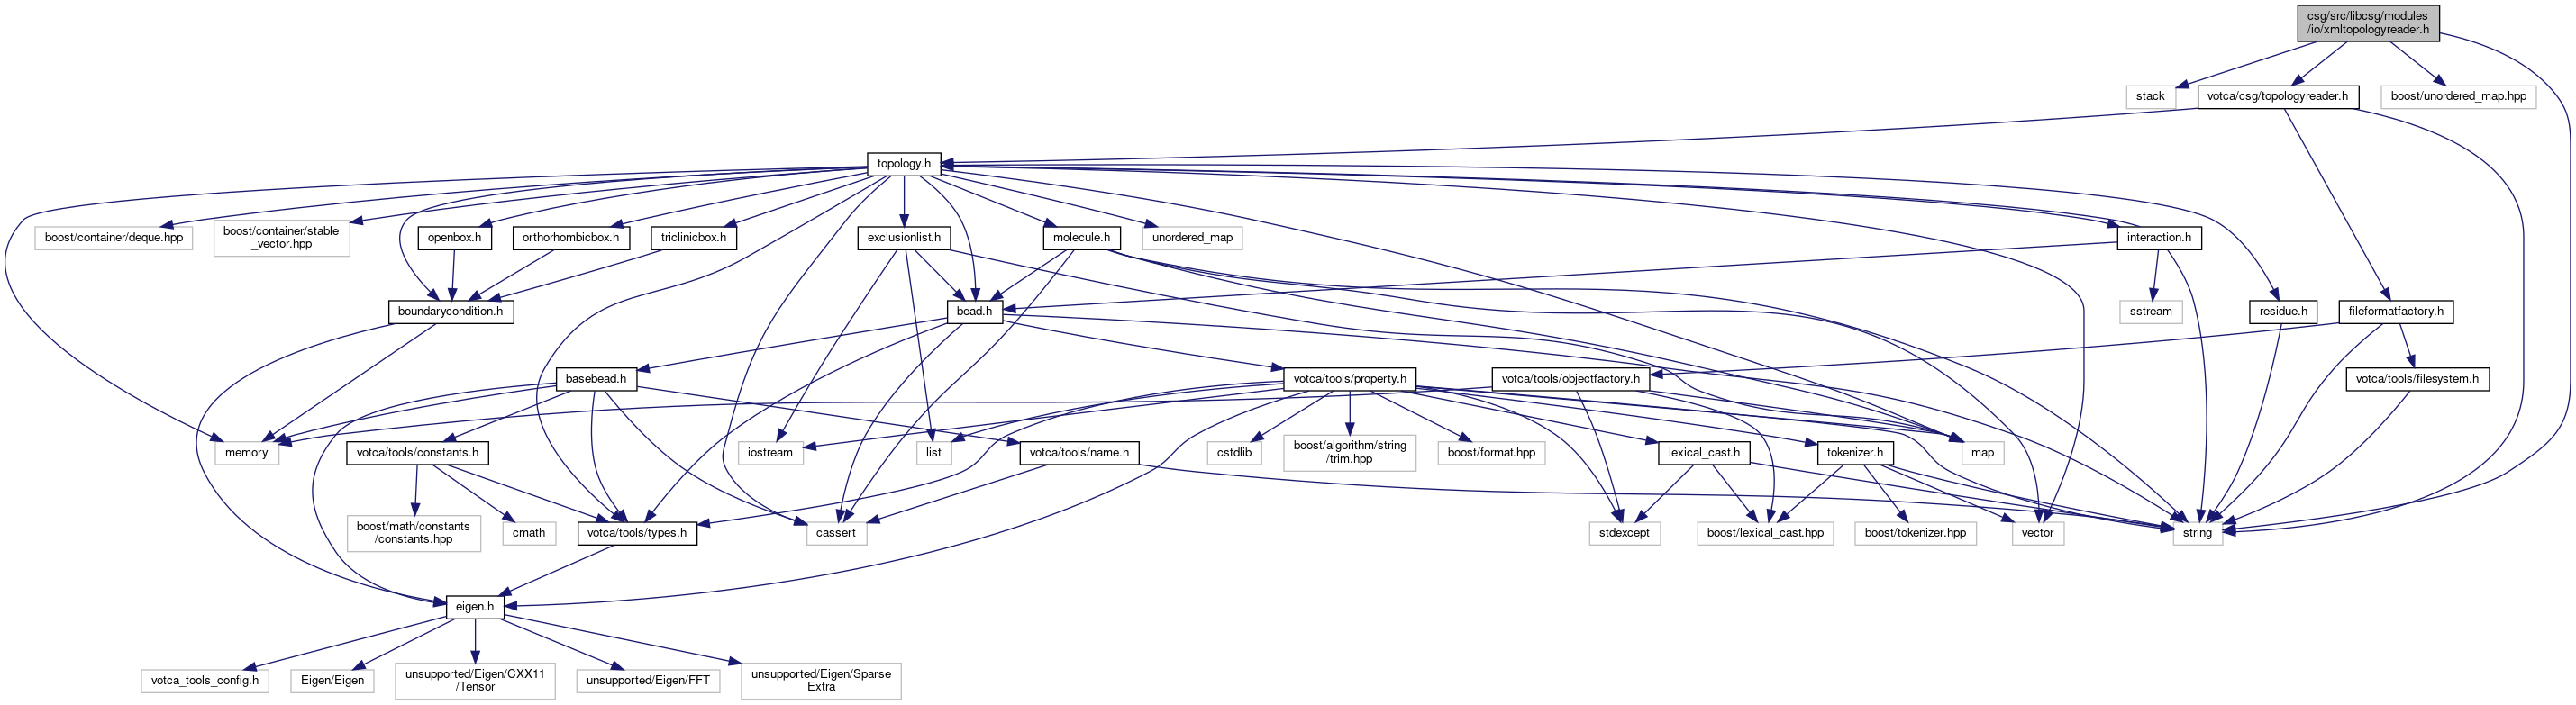 csg/src/libcsg/modules
/io/xmltopologyreader.h
stack
votca/csg/topologyreader.h
boost/unordered_map.hpp
topology.h
boost/container/deque.hpp
boost/container/stable
_vector.hpp
openbox.h
orthorhombicbox.h
triclinicbox.h
exclusionlist.h
molecule.h
unordered_map
interaction.h
boundarycondition.h
bead.h
sstream
residue.h
fileformatfactory.h
basebead.h
votca/tools/property.h
votca/tools/objectfactory.h
votca/tools/filesystem.h
memory
votca/tools/constants.h
iostream
list
votca/tools/name.h
cstdlib
boost/algorithm/string
/trim.hpp
boost/format.hpp
lexical_cast.h
tokenizer.h
map
boost/math/constants
/constants.hpp
cmath
votca/tools/types.h
cassert
stdexcept
boost/lexical_cast.hpp
boost/tokenizer.hpp
vector
string
eigen.h
votca_tools_config.h
Eigen/Eigen
unsupported/Eigen/CXX11
/Tensor
unsupported/Eigen/FFT
unsupported/Eigen/Sparse
Extra